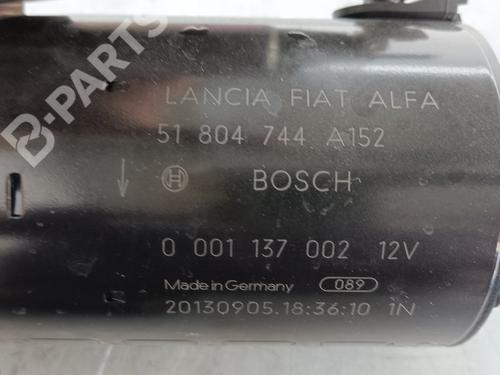 B-PARTS
LANCIA FIAT ALFA
51 804 744 A152
BOSCH
0 001 137 002 12V
Made in Germany 089
20130905.18:36:10 1N
B-PARTS